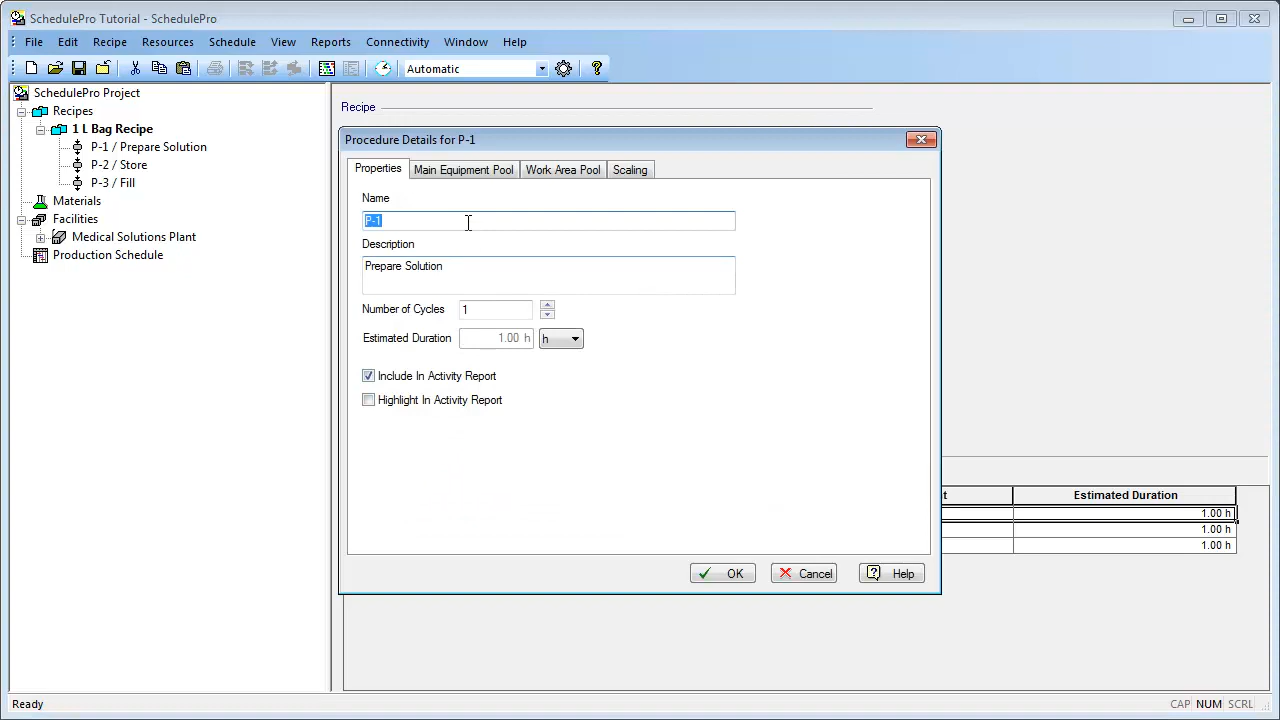 SchedulePro Tutorial - SchedulePro
File Edit Recipe Resources Schedule View Reports Connectivity Window Help
Automatic
SchedulePro Project
Recipes
1 L Bag Recipe
P-1 / Prepare Solution
P-2 / Store
P-3 / Fill
Materials
Facilities
Medical Solutions Plant
Production Schedule
Recipe
Procedure Details for P-1
Properties Main Equipment Pool Work Area Pool Scaling
Name
P-1
Description
Prepare Solution
Number of Cycles 1
Estimated Duration 1.00 h h
Include In Activity Report
Highlight In Activity Report
OK Cancel Help
t Estimated Duration
1.00 h
1.00 h
1.00 h
Ready CAP NUM SCRL